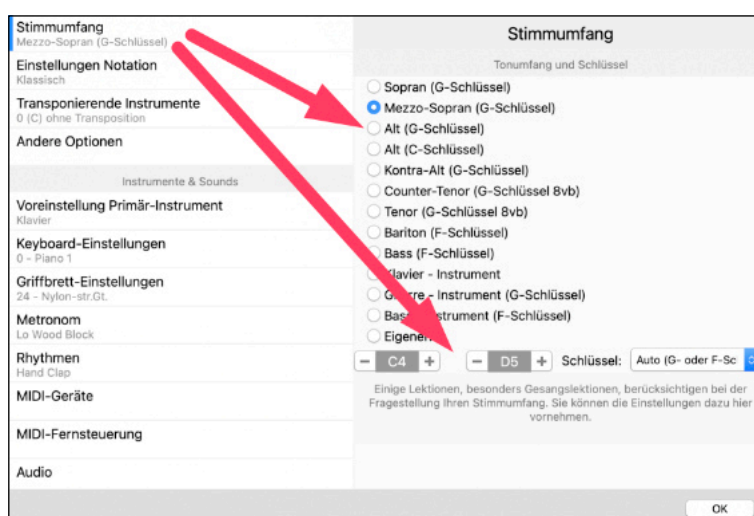 Stimmumfang
Mezzo-Sopran (G-Schlüssel)
Einstellungen Notation
Klassisch
Transponierende Instrumente
0 (C) ohne Transposition
Andere Optionen
Instrumente & Sounds
Voreinstellung Primär-Instrument
Klavier
Keyboard-Einstellungen
0 - Piano 1
Griffbrett-Einstellungen
24 - Nylon-str.Gt.
Metronom
Lo Wood Block
Rhythmen
Hand Clap
MIDI-Geräte
MIDI-Fernsteuerung
Audio
Stimmumfang
Tonumfang und Schlüssel
Sopran (G-Schlüssel)
Mezzo-Sopran (G-Schlüssel)
Alt (G-Schlüssel)
Alt (C-Schlüssel)
Kontra-Alt (G-Schlüssel)
Counter-Tenor (G-Schlüssel 8vb)
Tenor (G-Schlüssel 8vb)
Bariton (F-Schlüssel)
Bass (F-Schlüssel)
Klavier - Instrument
- Instrument (G-Schlüssel)
(F-Schlüssel)
− C4 + − D5 + Schlüssel: Auto (G- oder F-Sc
Einige Lektionen, besonders Gesangslektionen, berücksichtigen bei der
Fragestellung Ihren Stimmumfang. Sie können die Einstellungen dazu hier
vornehmen.
OK